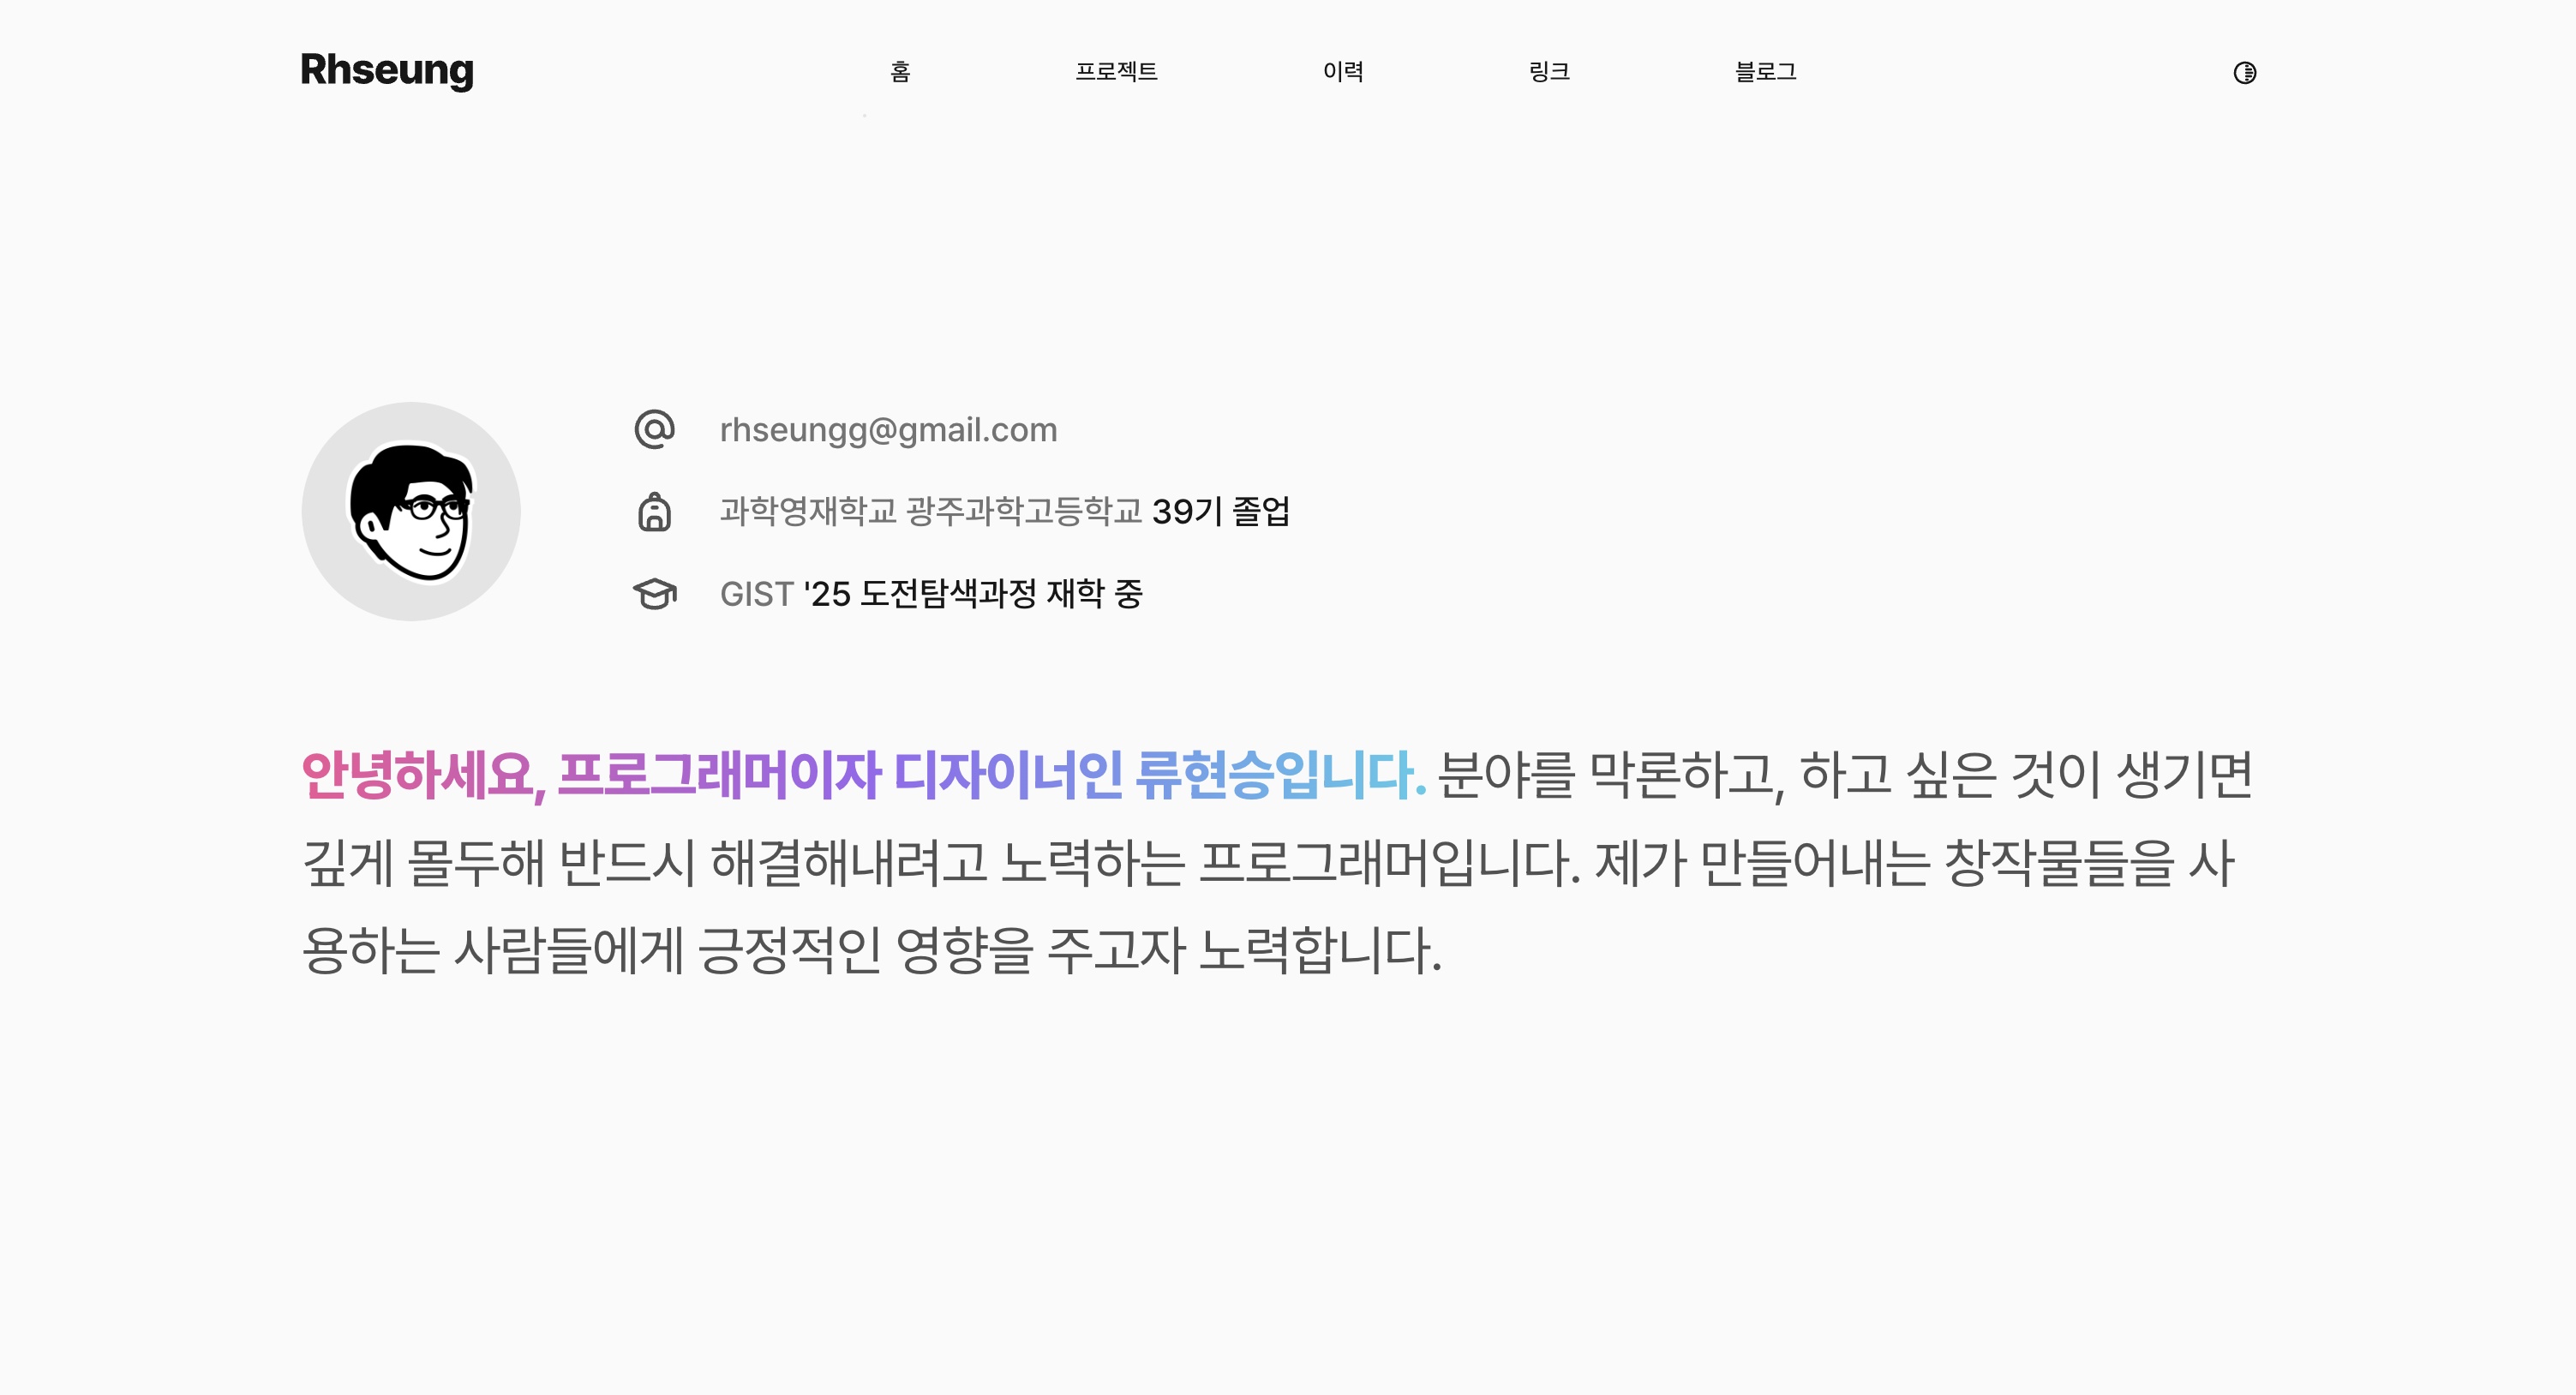 Rhseung
홈 프로젝트 이력 링크 블로그
rhseungg@gmail.com
과학영재학교 광주과학고등학교 39기 졸업
GIST '25 도전탐색과정 재학 중
안녕하세요, 프로그래머이자 디자이너인 류현승입니다. 분야를 막론하고, 하고 싶은 것이 생기면
깊게 몰두해 반드시 해결해내려고 노력하는 프로그래머입니다. 제가 만들어내는 창작물들을 사
용하는 사람들에게 긍정적인 영향을 주고자 노력합니다.